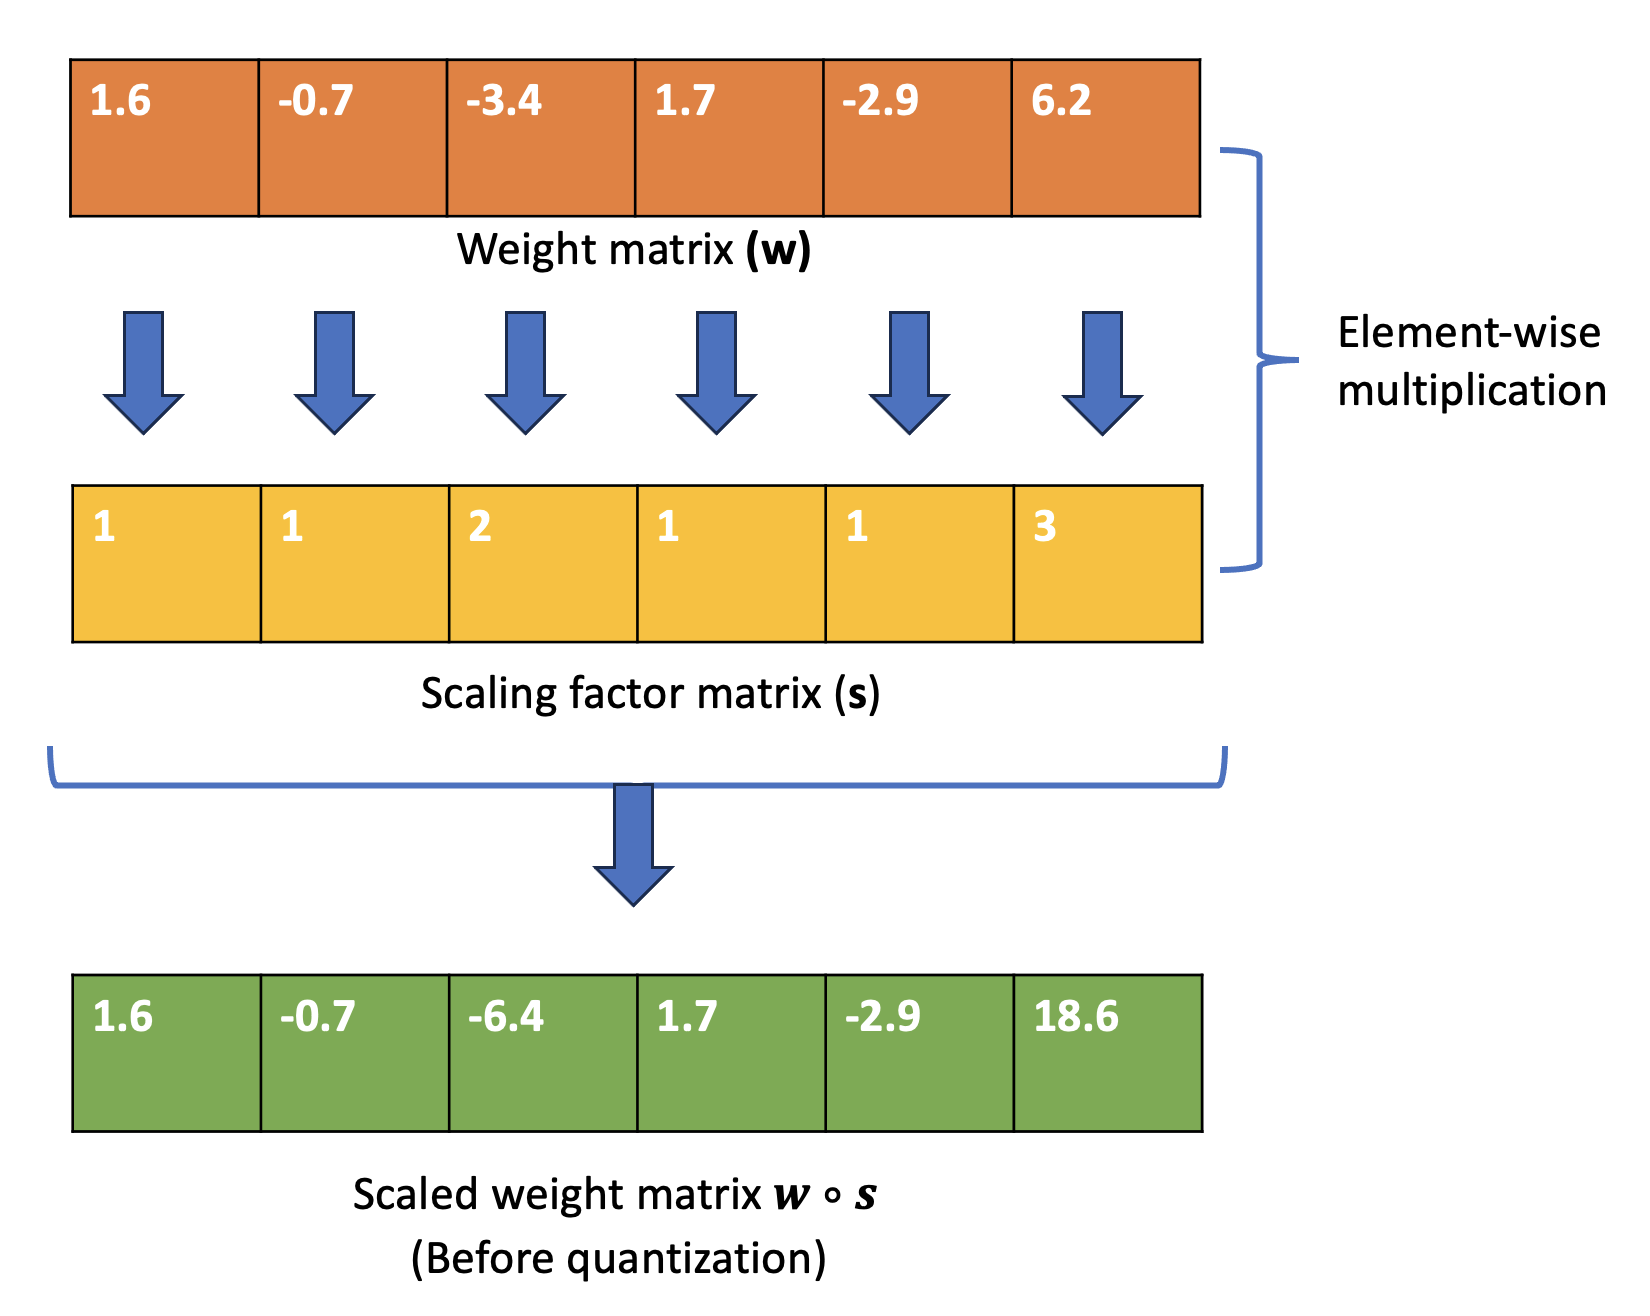 1.6 -0.7 -3.4 1.7 -2.9 6.2
Weight matrix (w)
Element-wise
multiplication
1 1 2 1 1 3
Scaling factor matrix (s)
1.6 -0.7 -6.4 1.7 -2.9 18.6
Scaled weight matrix w ∘ s
(Before quantization)